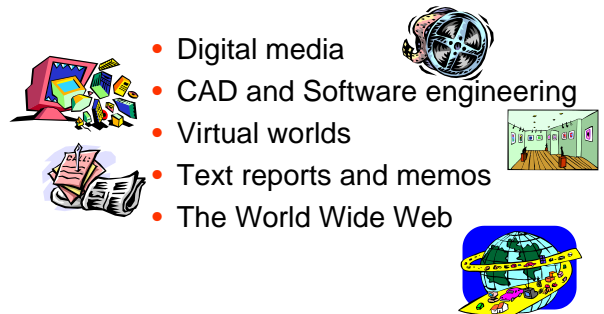 • Digital media
• CAD and Software engineering
• Virtual worlds
• Text reports and memos
• The World Wide Web